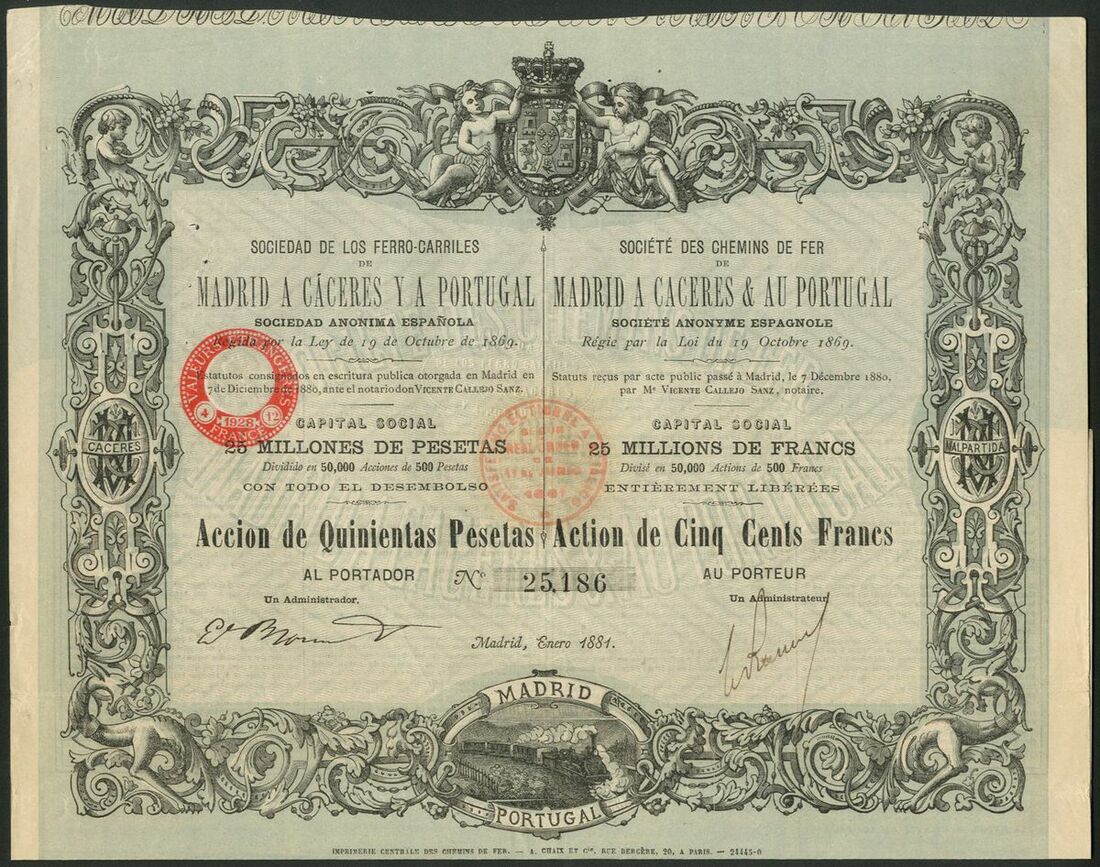 SOCIEDAD DE LOS FERRO-CARRILES
DE
MADRID A CÁCERES Y A PORTUGAL
SOCIEDAD ANONIMA ESPAÑOLA
Regida por la Ley de 19 de Octubre de 1869.
Estatutos consignados en escritura publica otorgada en Madrid en
7 de Diciembre de 1880, ante el notario don VICENTE CALLEJO SANZ.
CAPITAL SOCIAL
25 MILLONES DE PESETAS
Dividido en 50,000 Acciones de 500 Pesetas
CON TODO EL DESEMBOLSO
Accion de Quinientas Pesetas
AL PORTADOR
Un Administrador,
SOCIÉTÉ DES CHEMINS DE FER
DE
MADRID A CACERES & AU PORTUGAL
SOCIÉTÉ ANONYME ESPAGNOLE
Régie par la Loi du 19 Octobre 1869.
Statuts reçus par acte public passé à Madrid, le 7 Décembre 1880,
par Me VICENTE CALLEJO SANZ, notaire.
CAPITAL SOCIAL
25 MILLIONS DE FRANCS
Divisé en 50,000 Actions de 500 Francs
ENTIÈREMENT LIBÉRÉES
Action de Cinq Cents Francs
AU PORTEUR
Un Administrateur
No 25,186
Madrid, Enero 1881.
CACERES
MALPARTIDA
VALEURS ETRANGERES
4 1928 12
FRANCE
MADRID
PORTUGAL
IMPRIMERIE CENTRALE DES CHEMINS DE FER. — A. CHAIX ET Cie, RUE BERGÈRE, 20, A PARIS. — 24445-0